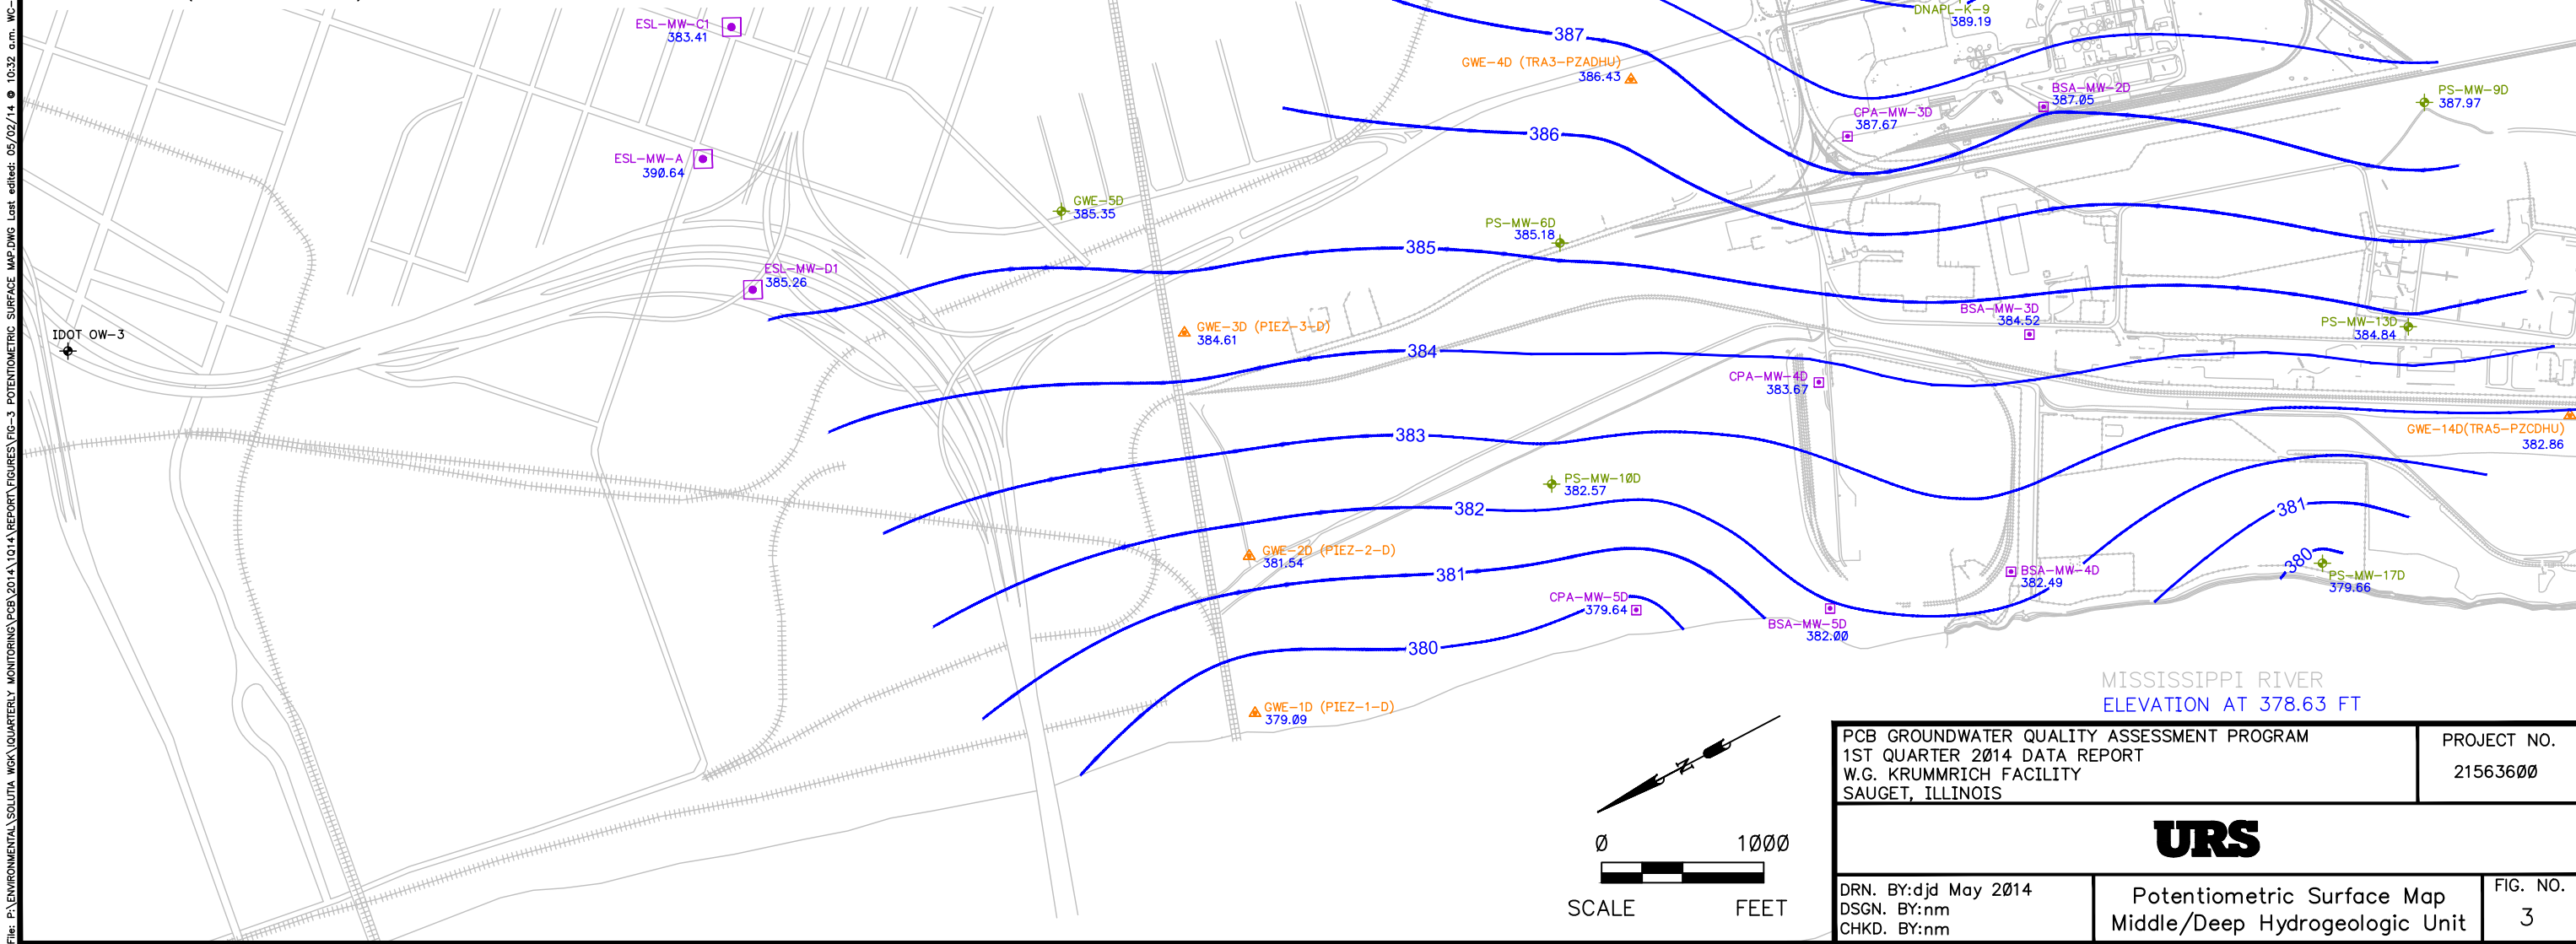 File: P:\ENVIRONMENTAL\SOLUTIA WGK\1QUARTERLY MONITORING\PCB\2014\1Q14\REPORT\FIGURES\FIG-3 POTENTIOMETRIC SURFACE MAP.DWG Last edited: 05/02/14 @ 10:32 a.m. WC-
ESL-MW-C1
383.41
DNAPL-K-9
389.19
387
GWE-4D (TRA3-PZADHU)
386.43
BSA-MW-2D
387.05
PS-MW-9D
387.97
CPA-MW-3D
387.67
386
ESL-MW-A
390.64
GWE-5D
385.35
PS-MW-6D
385.18
385
ESL-MW-D1
385.26
BSA-MW-3D
384.52
PS-MW-13D
384.84
IDOT OW-3
GWE-3D (PIEZ-3-D)
384.61
384
CPA-MW-4D
383.67
GWE-14D(TRA5-PZCDHU)
382.86
383
PS-MW-10D
382.57
382
381
GWE-2D (PIEZ-2-D)
381.54
381
380
BSA-MW-4D
382.49
PS-MW-17D
379.66
CPA-MW-5D
379.64
BSA-MW-5D
382.00
380
GWE-1D (PIEZ-1-D)
379.09
MISSISSIPPI RIVER
ELEVATION AT 378.63 FT
N
0 1000
SCALE FEET
PCB GROUNDWATER QUALITY ASSESSMENT PROGRAM
1ST QUARTER 2014 DATA REPORT
W.G. KRUMMRICH FACILITY
SAUGET, ILLINOIS
PROJECT NO.
21563600
URS
DRN. BY:djd May 2014
DSGN. BY:nm
CHKD. BY:nm
Potentiometric Surface Map
Middle/Deep Hydrogeologic Unit
FIG. NO.
3